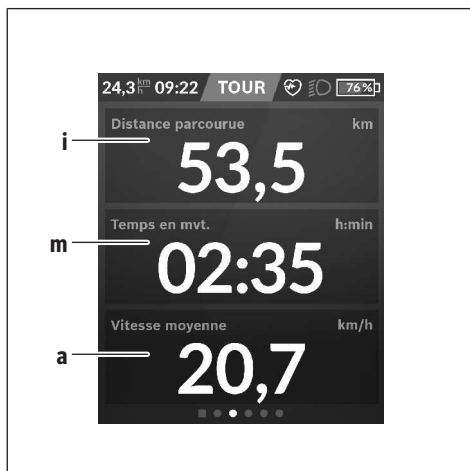 24,3 km/h 09:22 TOUR 76 %
Distance parcourue km
i
53,5
Temps en mvt. h:min
m
02:35
Vitesse moyenne km/h
a
20,7